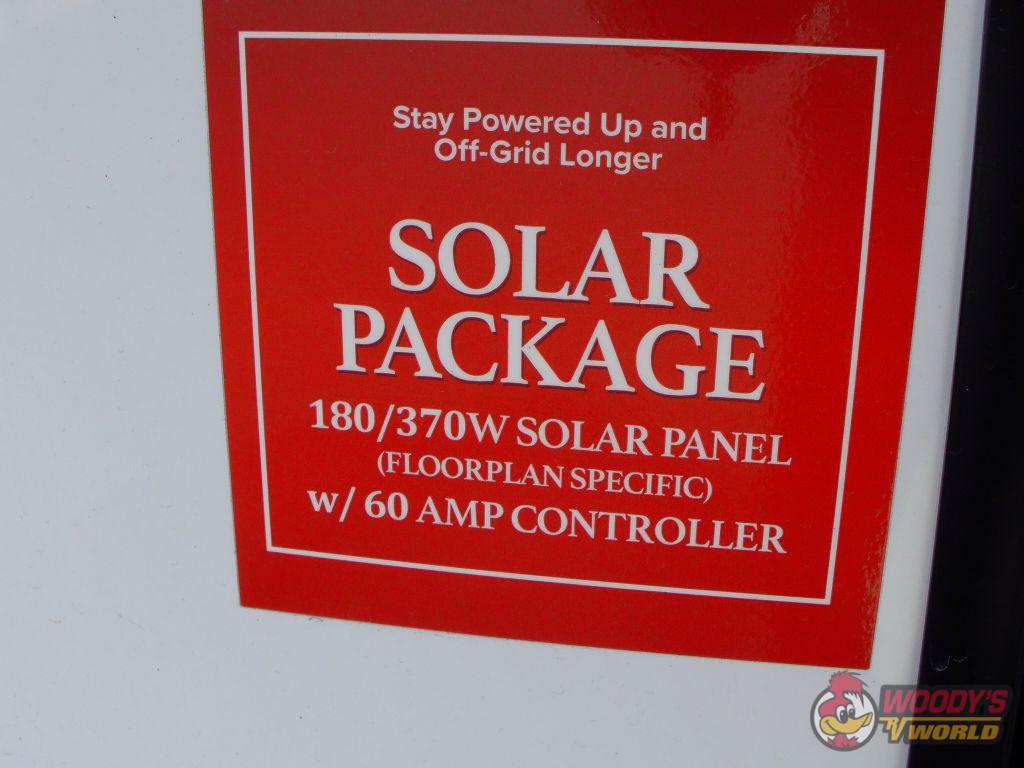 Stay Powered Up and
Off-Grid Longer
SOLAR
PACKAGE
180/370W SOLAR PANEL
(FLOORPLAN SPECIFIC)
w/ 60 AMP CONTROLLER
WOODY'S
RV WORLD